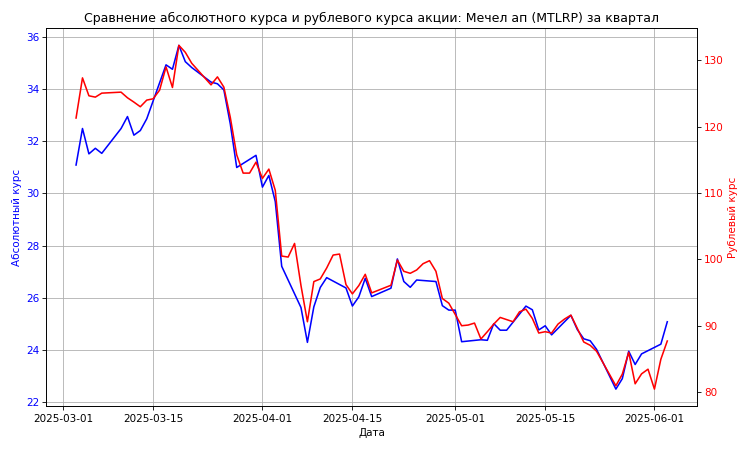 Сравнение абсолютного курса и рублевого курса акции: Мечел ап (MTLRP) за квартал
36
34
32
30
28
26
24
22
Абсолютный курс
130
120
110
100
90
80
Рублевый курс
2025-03-01 2025-03-15 2025-04-01 2025-04-15 2025-05-01 2025-05-15 2025-06-01
Дата